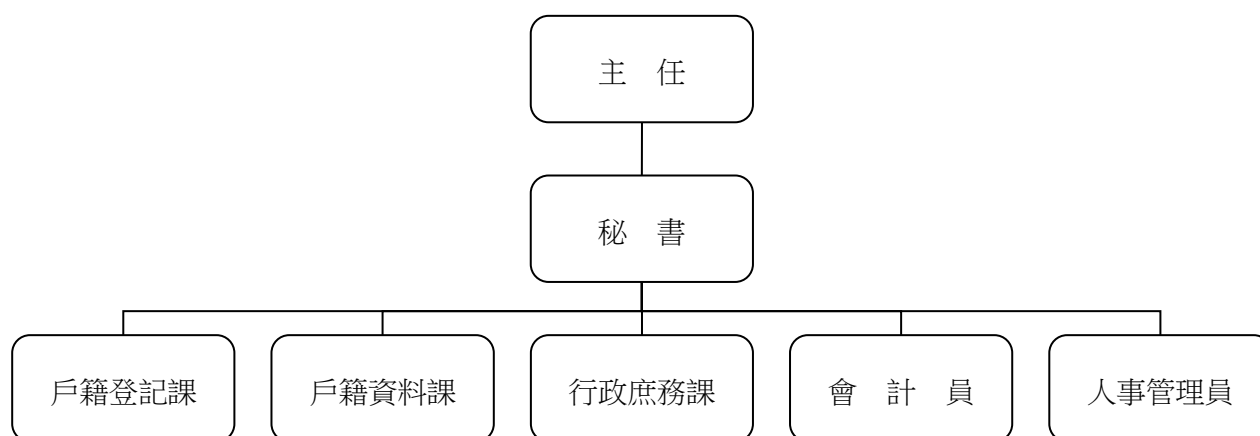 主　任
秘　書
戶籍登記課
戶籍資料課
行政庶務課
會　計　員
人事管理員